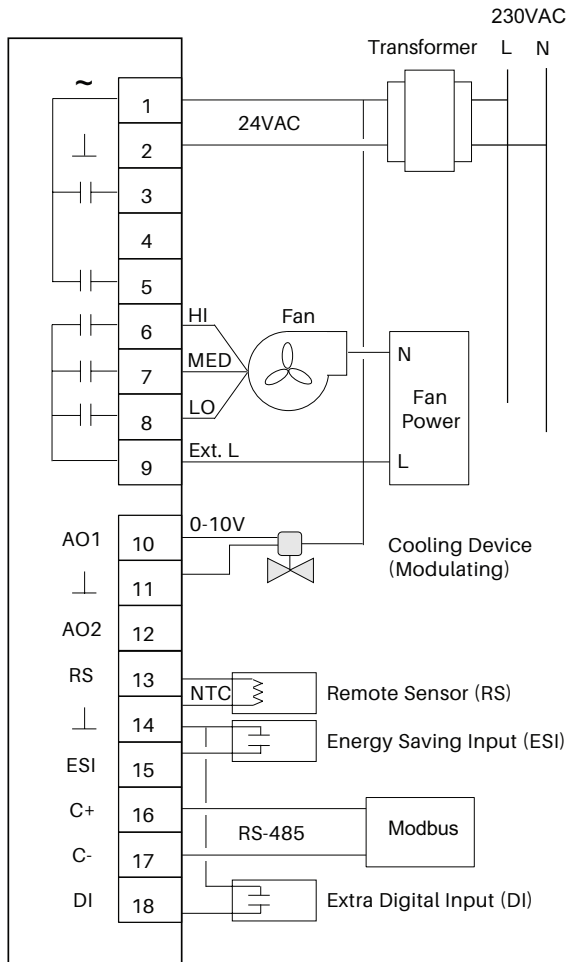 230VAC
Transformer L N
~ 1
24VAC
⊥ 2
3
4
5
6 HI Fan
7 MED N
8 LO Fan Power
9 Ext. L L
AO1 10 0-10V Cooling Device
⊥ 11 (Modulating)
AO2 12
RS 13 NTC Remote Sensor (RS)
⊥ 14 Energy Saving Input (ESI)
ESI 15
C+ 16 RS-485 Modbus
C- 17
DI 18 Extra Digital Input (DI)